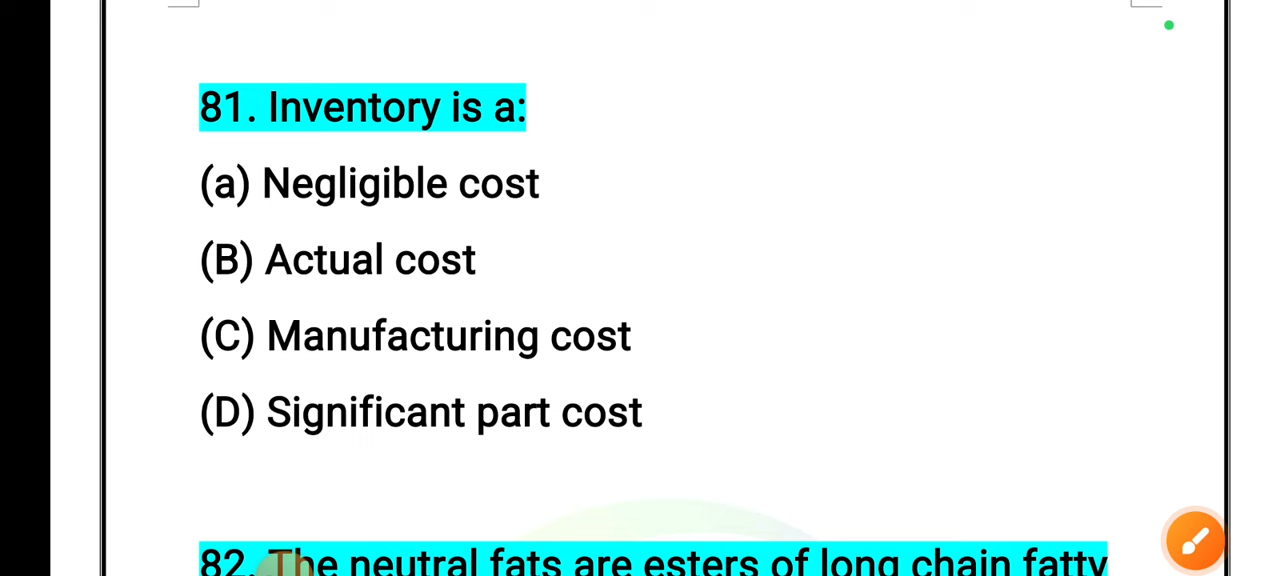 81. Inventory is a:
(a) Negligible cost
(B) Actual cost
(C) Manufacturing cost
(D) Significant part cost
82. The neutral fats are esters of long chain fatty